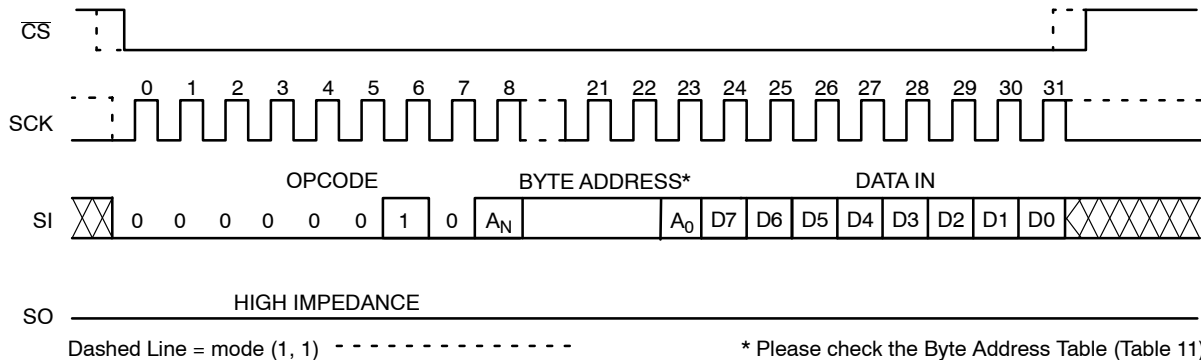 CS
0 1 2 3 4 5 6 7 8 21 22 23 24 25 26 27 28 29 30 31
SCK
OPCODE BYTE ADDRESS* DATA IN
SI 0 0 0 0 0 0 1 0 AN A0 D7 D6 D5 D4 D3 D2 D1 D0
HIGH IMPEDANCE
SO
Dashed Line = mode (1, 1) * Please check the Byte Address Table (Table 11)